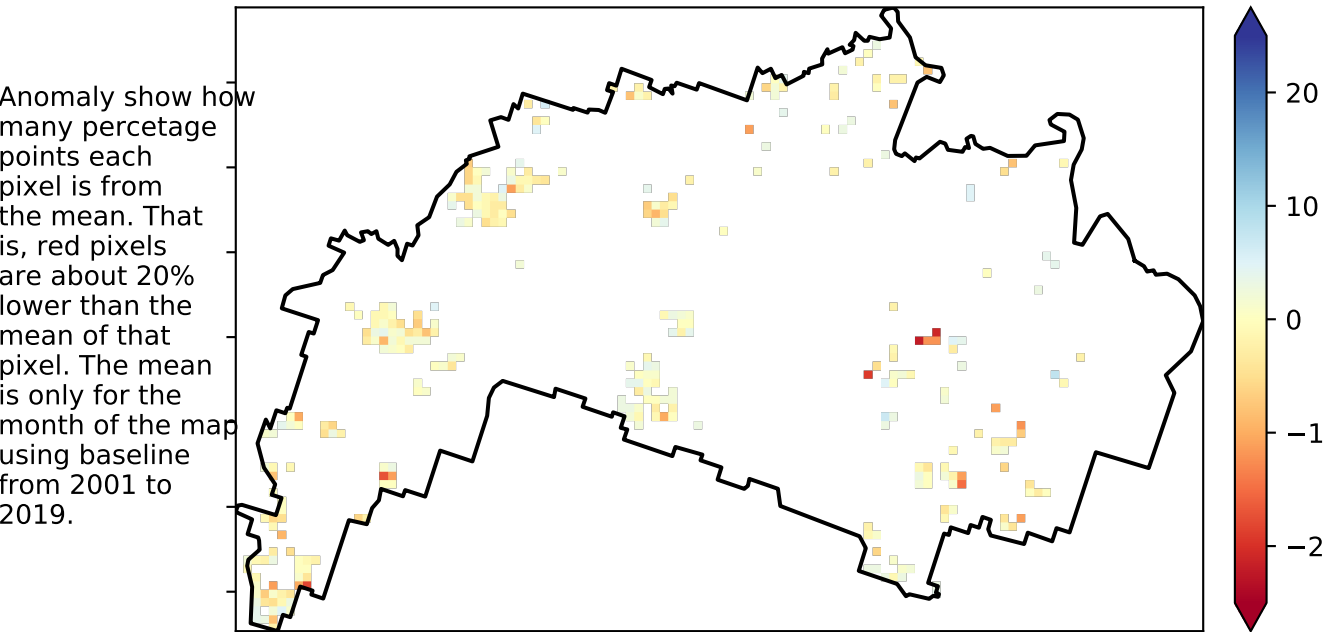 Anomaly show how
many percetage
points each
pixel is from
the mean. That
is, red pixels
are about 20%
lower than the
mean of that
pixel. The mean
is only for the
month of the map
using baseline
from 2001 to
2019.
20
10
0
−1
−2